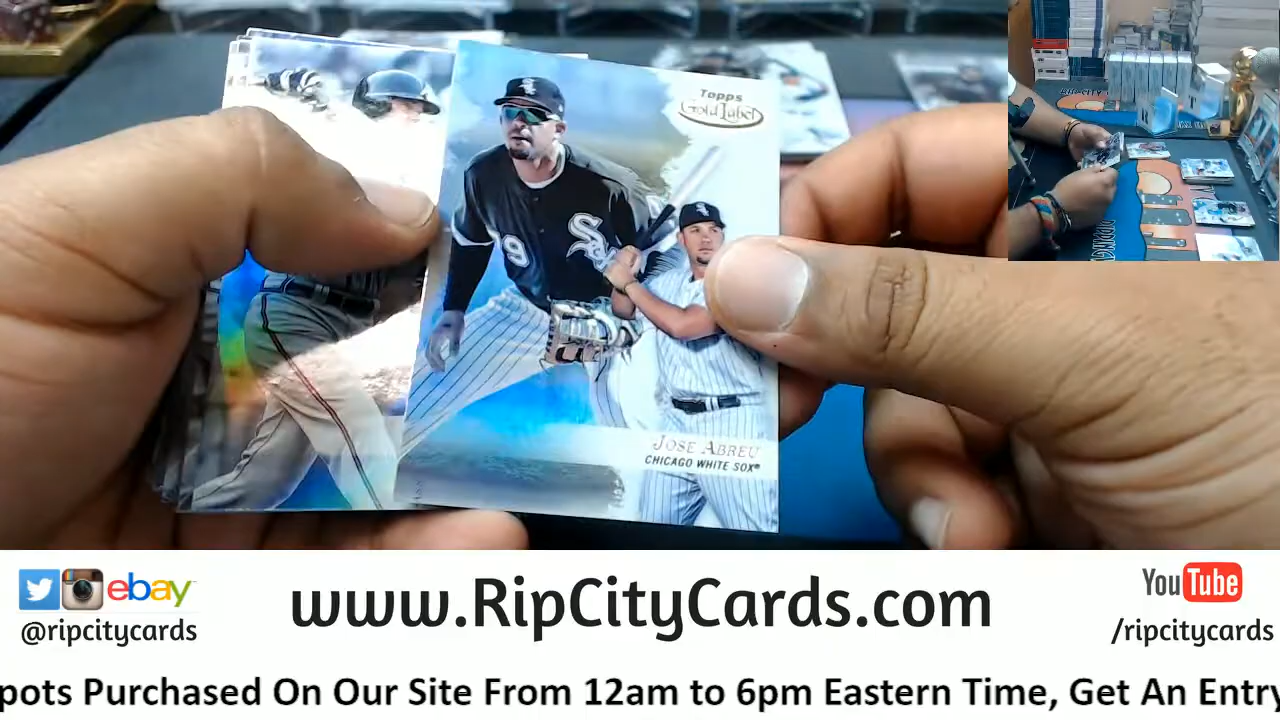 Topps
Gold Label
Sox
79
JOSE ABREU
CHICAGO WHITE SOX®
ebay
@ripcitycards
www.RipCityCards.com
YouTube
/ripcitycards
pots Purchased On Our Site From 12am to 6pm Eastern Time, Get An Entry